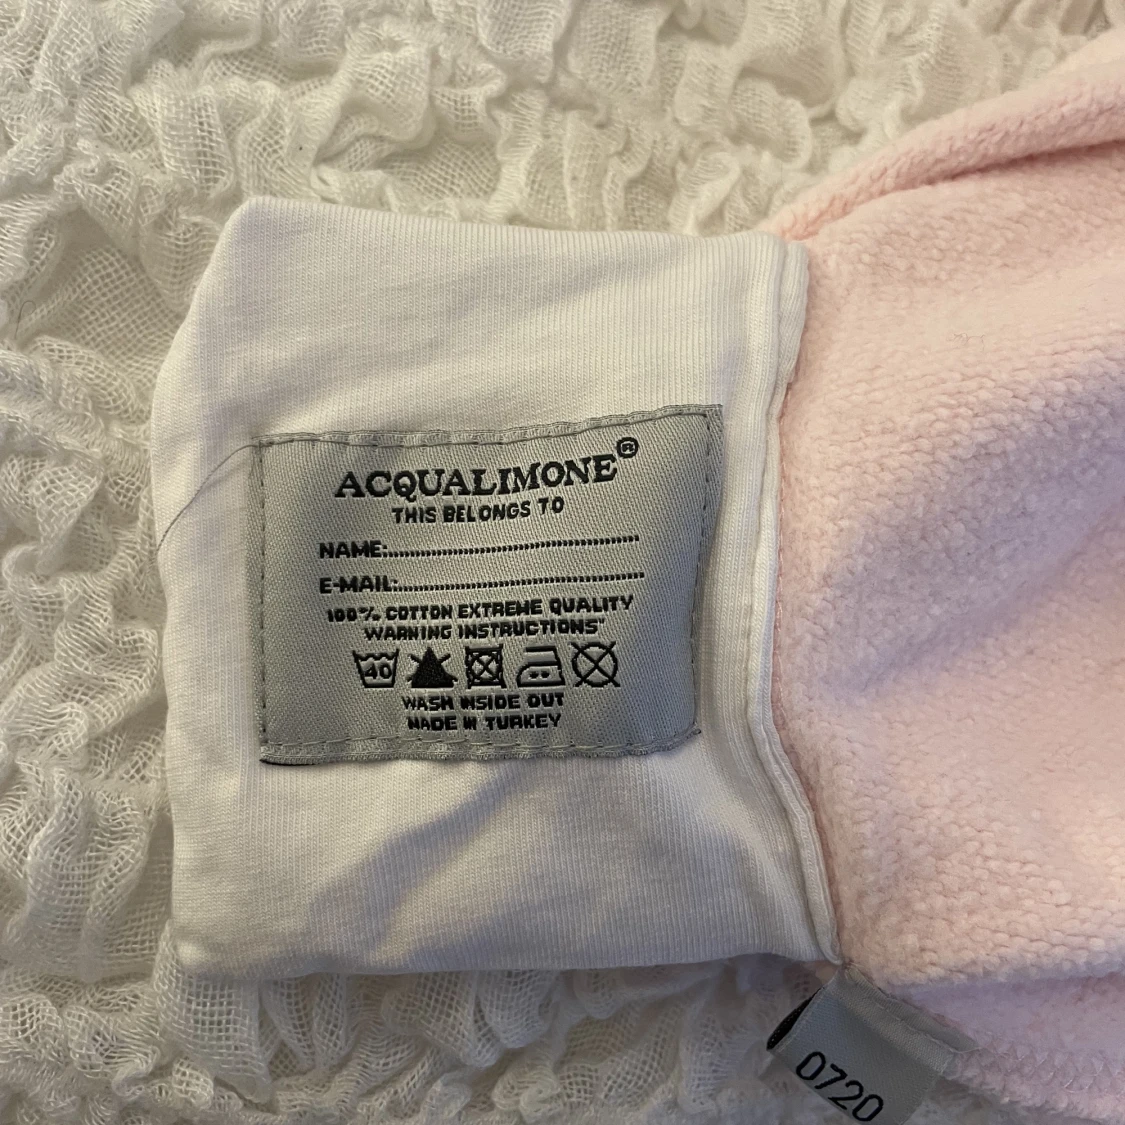 ACQUALIMONE®
THIS BELONGS TO
NAME:........................................
E-MAIL:........................................
100% COTTON EXTREME QUALITY
WARNING INSTRUCTIONS"
40
WASH INSIDE OUT
MADE IN TURKEY
0720